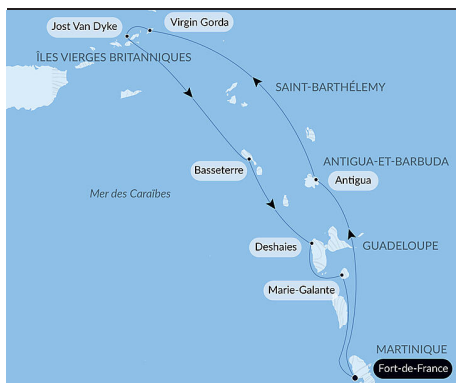 Jost Van Dyke
Virgin Gorda
ÎLES VIERGES BRITANNIQUES
SAINT-BARTHÉLEMY
Basseterre
ANTIGUA-ET-BARBUDA
Antigua
Mer des Caraïbes
Deshaies
GUADELOUPE
Marie-Galante
MARTINIQUE
Fort-de-France